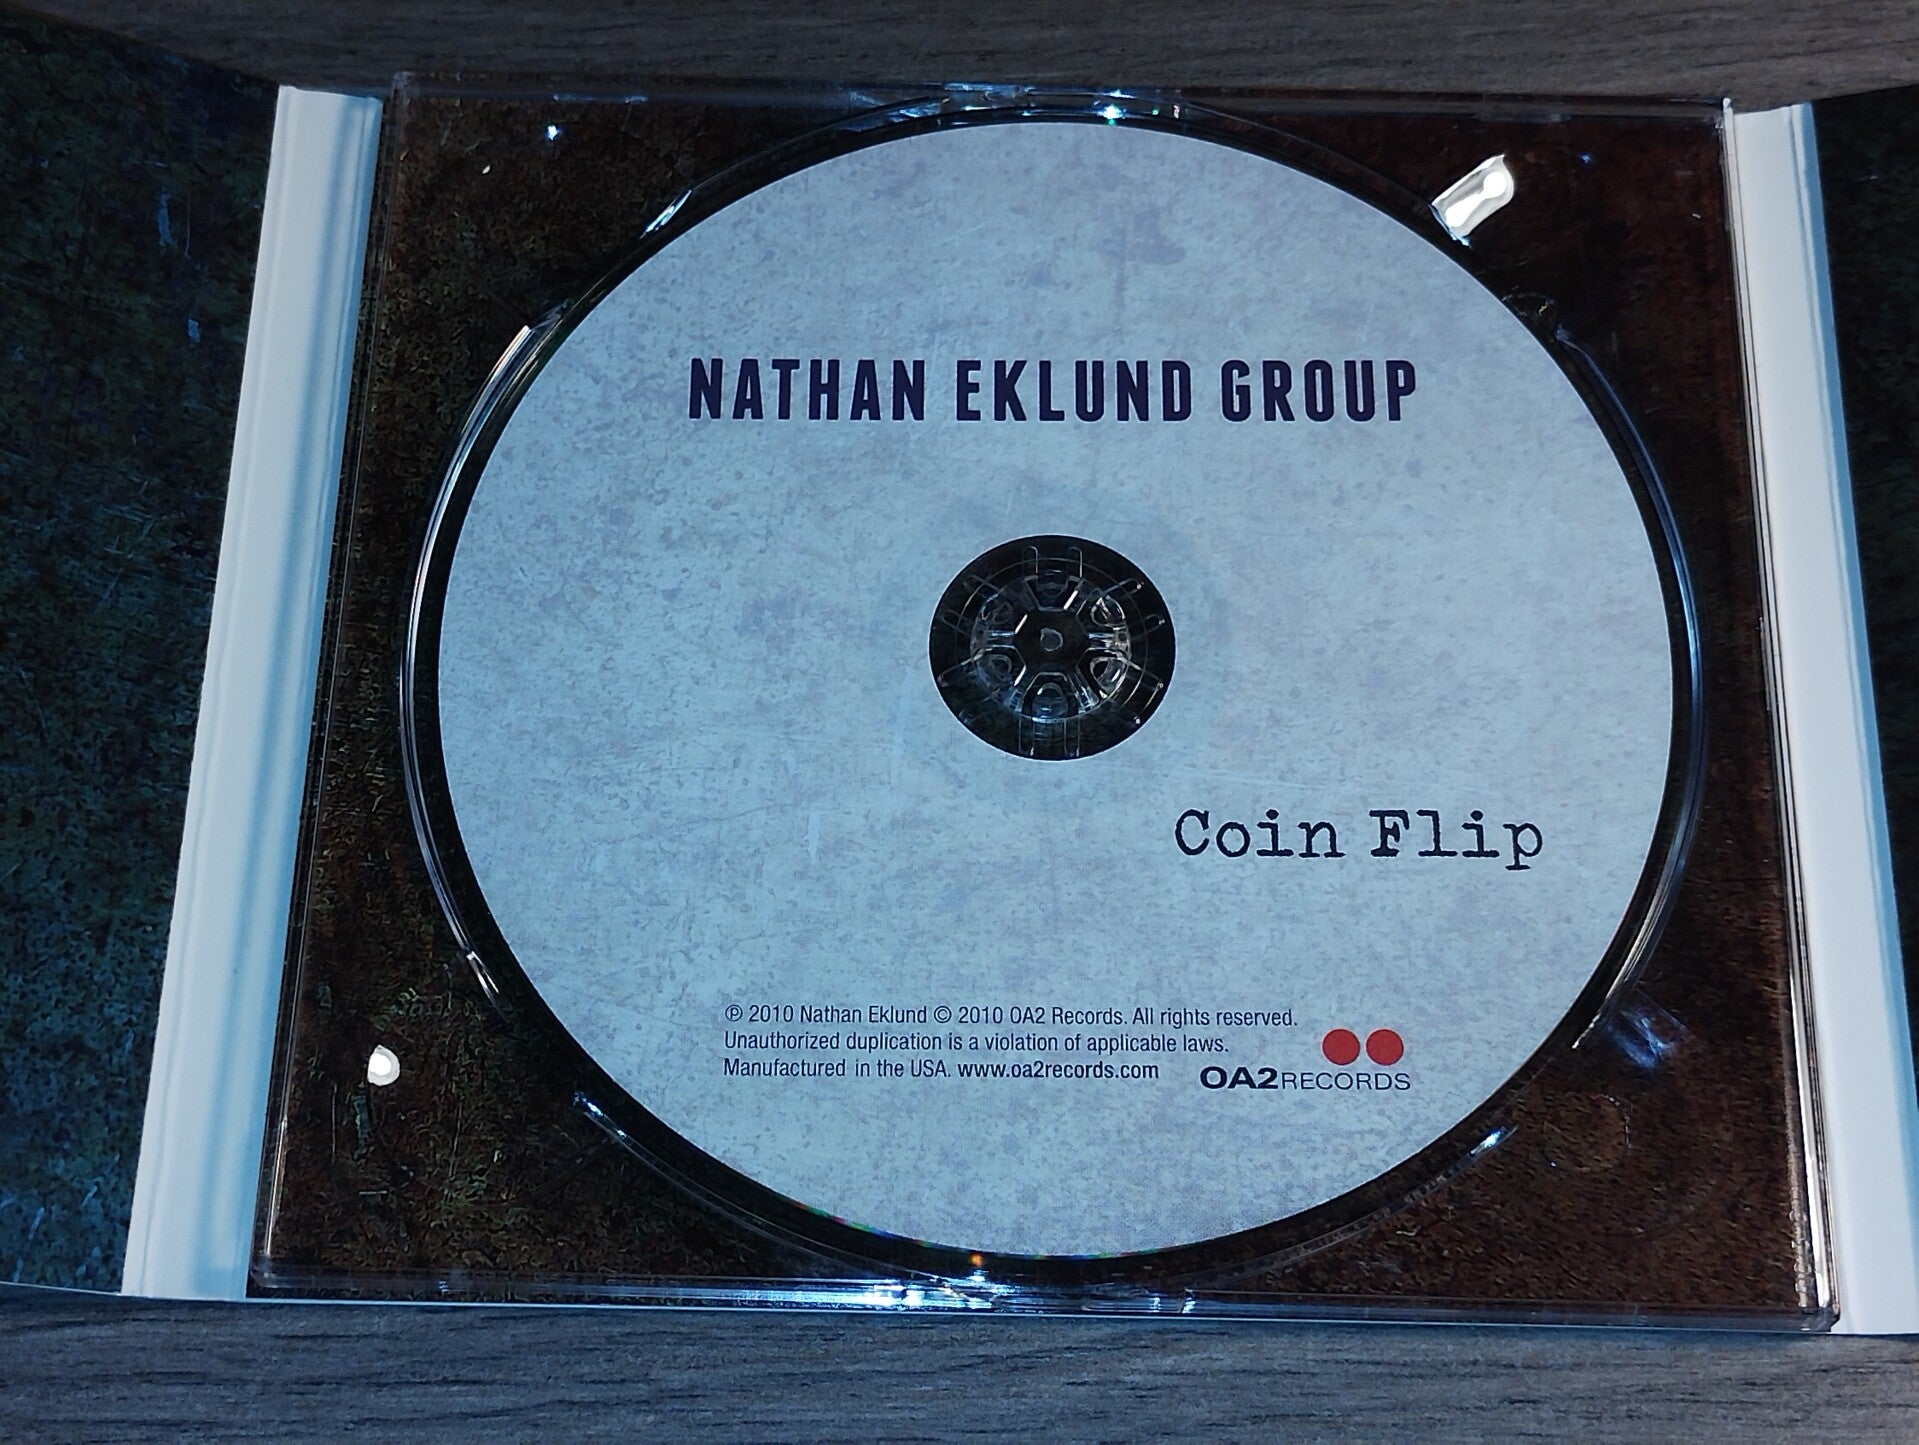 NATHAN EKLUND GROUP
Coin Flip
℗ 2010 Nathan Eklund © 2010 OA2 Records. All rights reserved.
Unauthorized duplication is a violation of applicable laws.
Manufactured in the USA. www.oa2records.com
OA2RECORDS